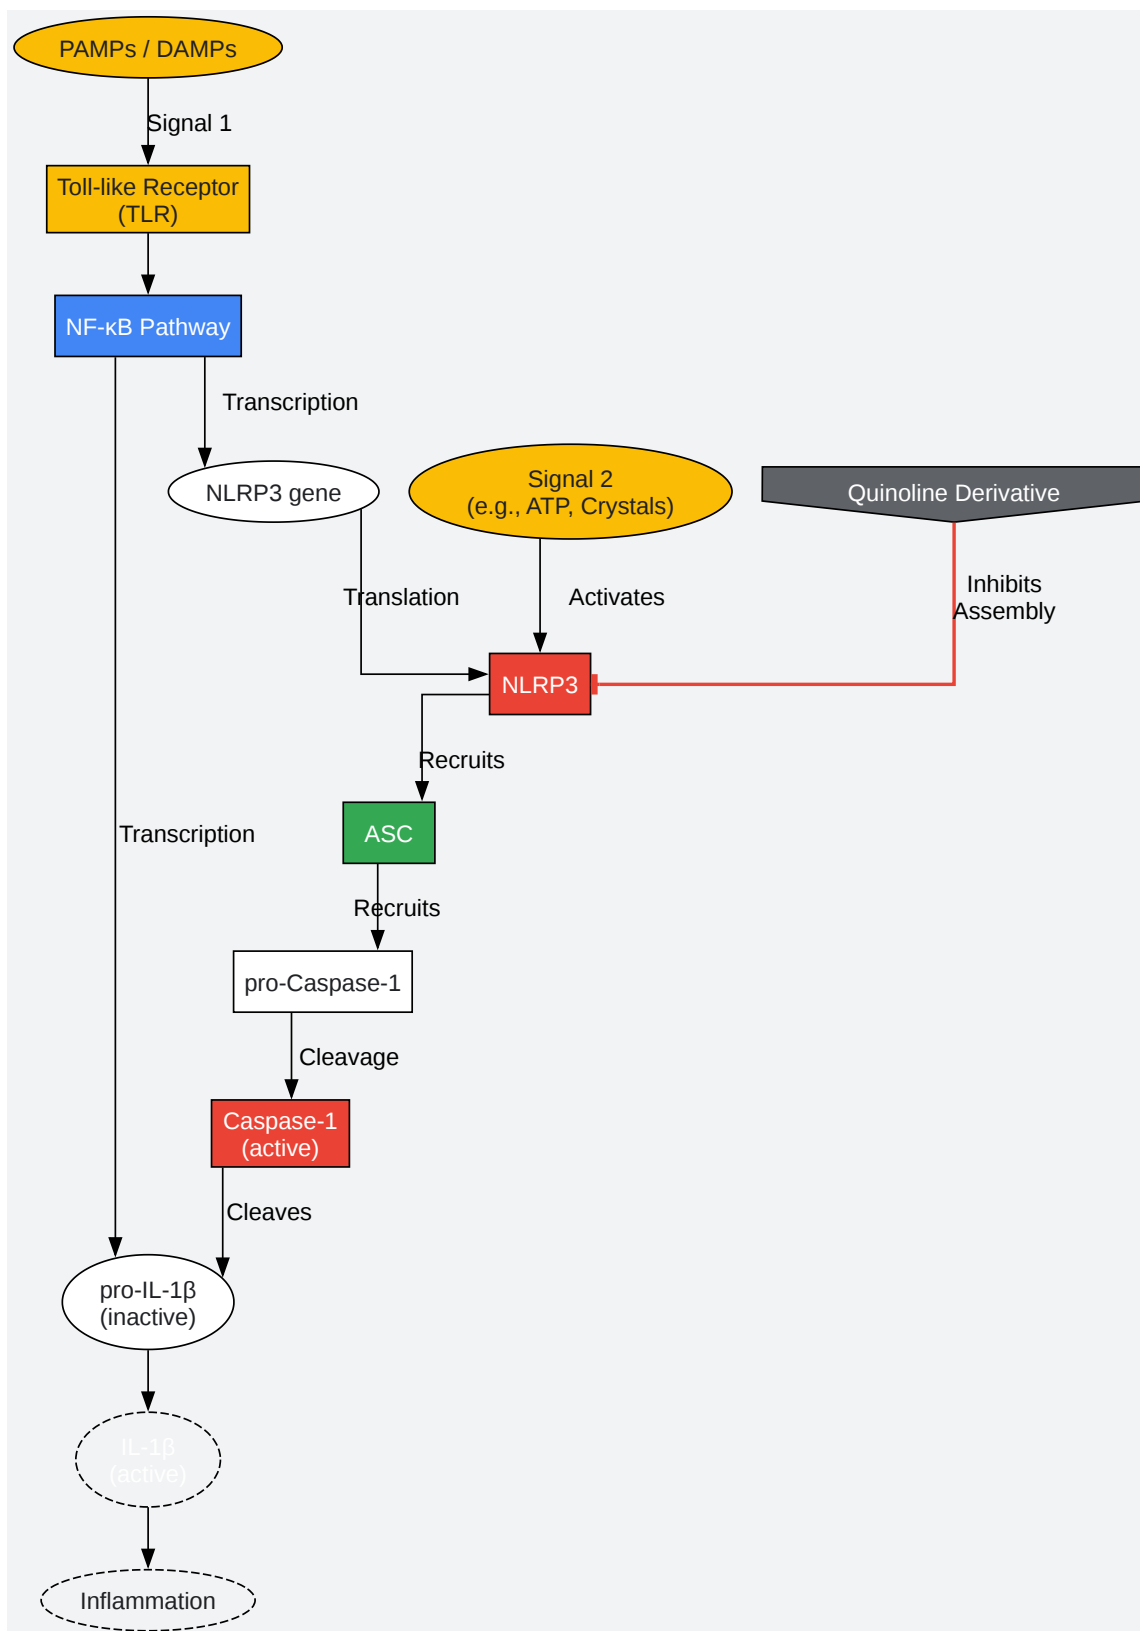 PAMPs / DAMPs
Signal 1
Toll-like Receptor
(TLR)
NF-κB Pathway
Transcription
NLRP3 gene
Signal 2
(e.g., ATP, Crystals)
Quinoline Derivative
Translation
Activates
Inhibits
Assembly
NLRP3
Recruits
ASC
Transcription
Recruits
pro-Caspase-1
Cleavage
Caspase-1
(active)
Cleaves
pro-IL-1β
(inactive)
IL-1β
(active)
Inflammation